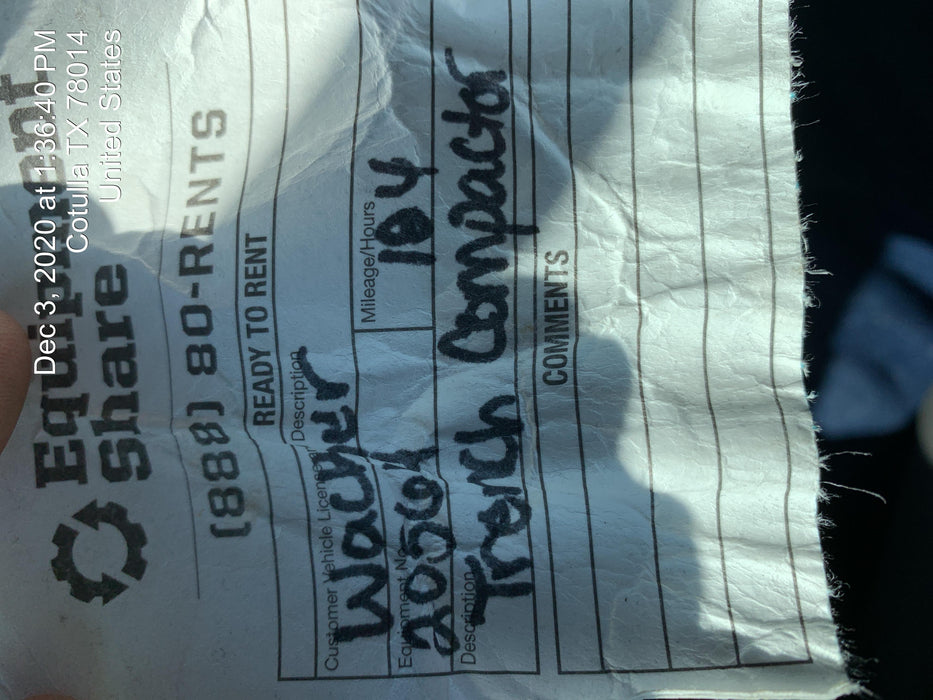 Dec 3, 2020 at 1:36:40 PM
Cotulla TX 78014
United States
Equipment
Share
(888) 80-RENTS
READY TO RENT
Customer Vehicle License or Description
Wacker
Equipment No.
Mileage/Hours
104
Description
Trench Compactor
COMMENTS